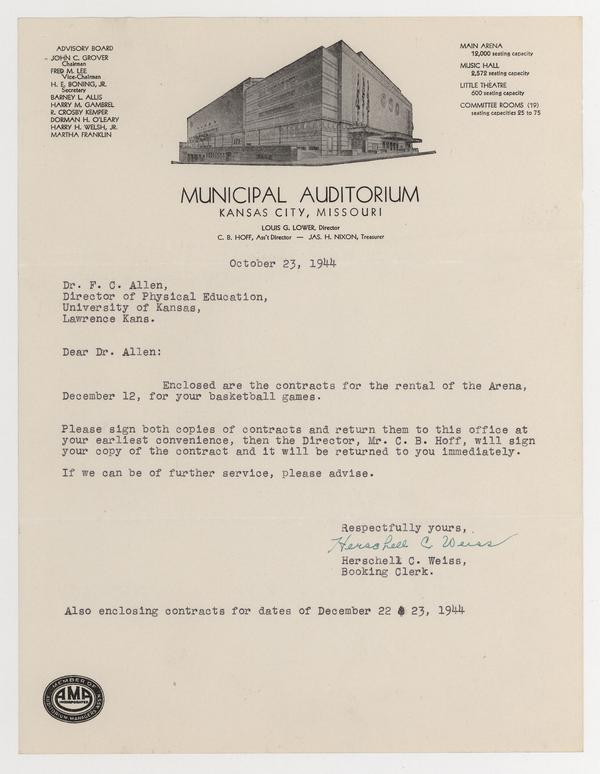 ADVISORY BOARD
JOHN C. GROVER
Chairman
FRED M. LEE
Vice-Chairman
H. E. BONING, JR.
Secretary
BARNEY L. ALLIS
HARRY M. GAMBREL
R. CROSBY KEMPER
DORMAN H. O'LEARY
HARRY H. WELSH, JR.
MARTHA FRANKLIN
MAIN ARENA
12,000 seating capacity
MUSIC HALL
2,572 seating capacity
LITTLE THEATRE
600 seating capacity
COMMITTEE ROOMS (19)
seating capacities 25 to 75
MUNICIPAL AUDITORIUM
KANSAS CITY, MISSOURI
LOUIS G. LOWER, Director
C. B. HOFF, Ass't Director — JAS. H. NIXON, Treasurer
October 23, 1944
Dr. F. C. Allen,
Director of Physical Education,
University of Kansas,
Lawrence Kans.
Dear Dr. Allen:
Enclosed are the contracts for the rental of the Arena,
December 12, for your basketball games.
Please sign both copies of contracts and return them to this office at
your earliest convenience, then the Director, Mr. C. B. Hoff, will sign
your copy of the contract and it will be returned to you immediately.
If we can be of further service, please advise.
Respectfully yours,
Herschell C Weiss
Herschell C. Weiss,
Booking Clerk.
Also enclosing contracts for dates of December 22 & 23, 1944
MEMBER OF
AMA
AUDITORIUM MANAGERS ASSN